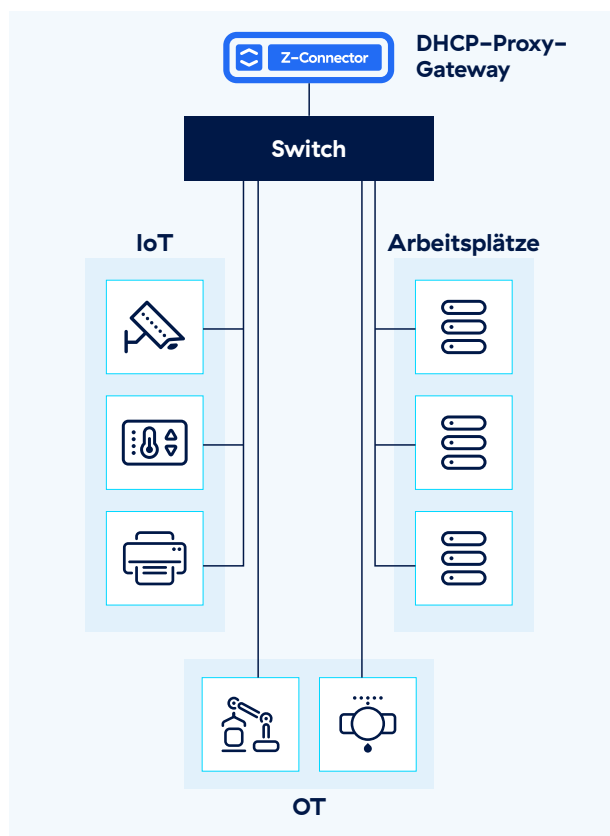 Z-Connector
DHCP-Proxy-
Gateway
Switch
IoT
Arbeitsplätze
OT